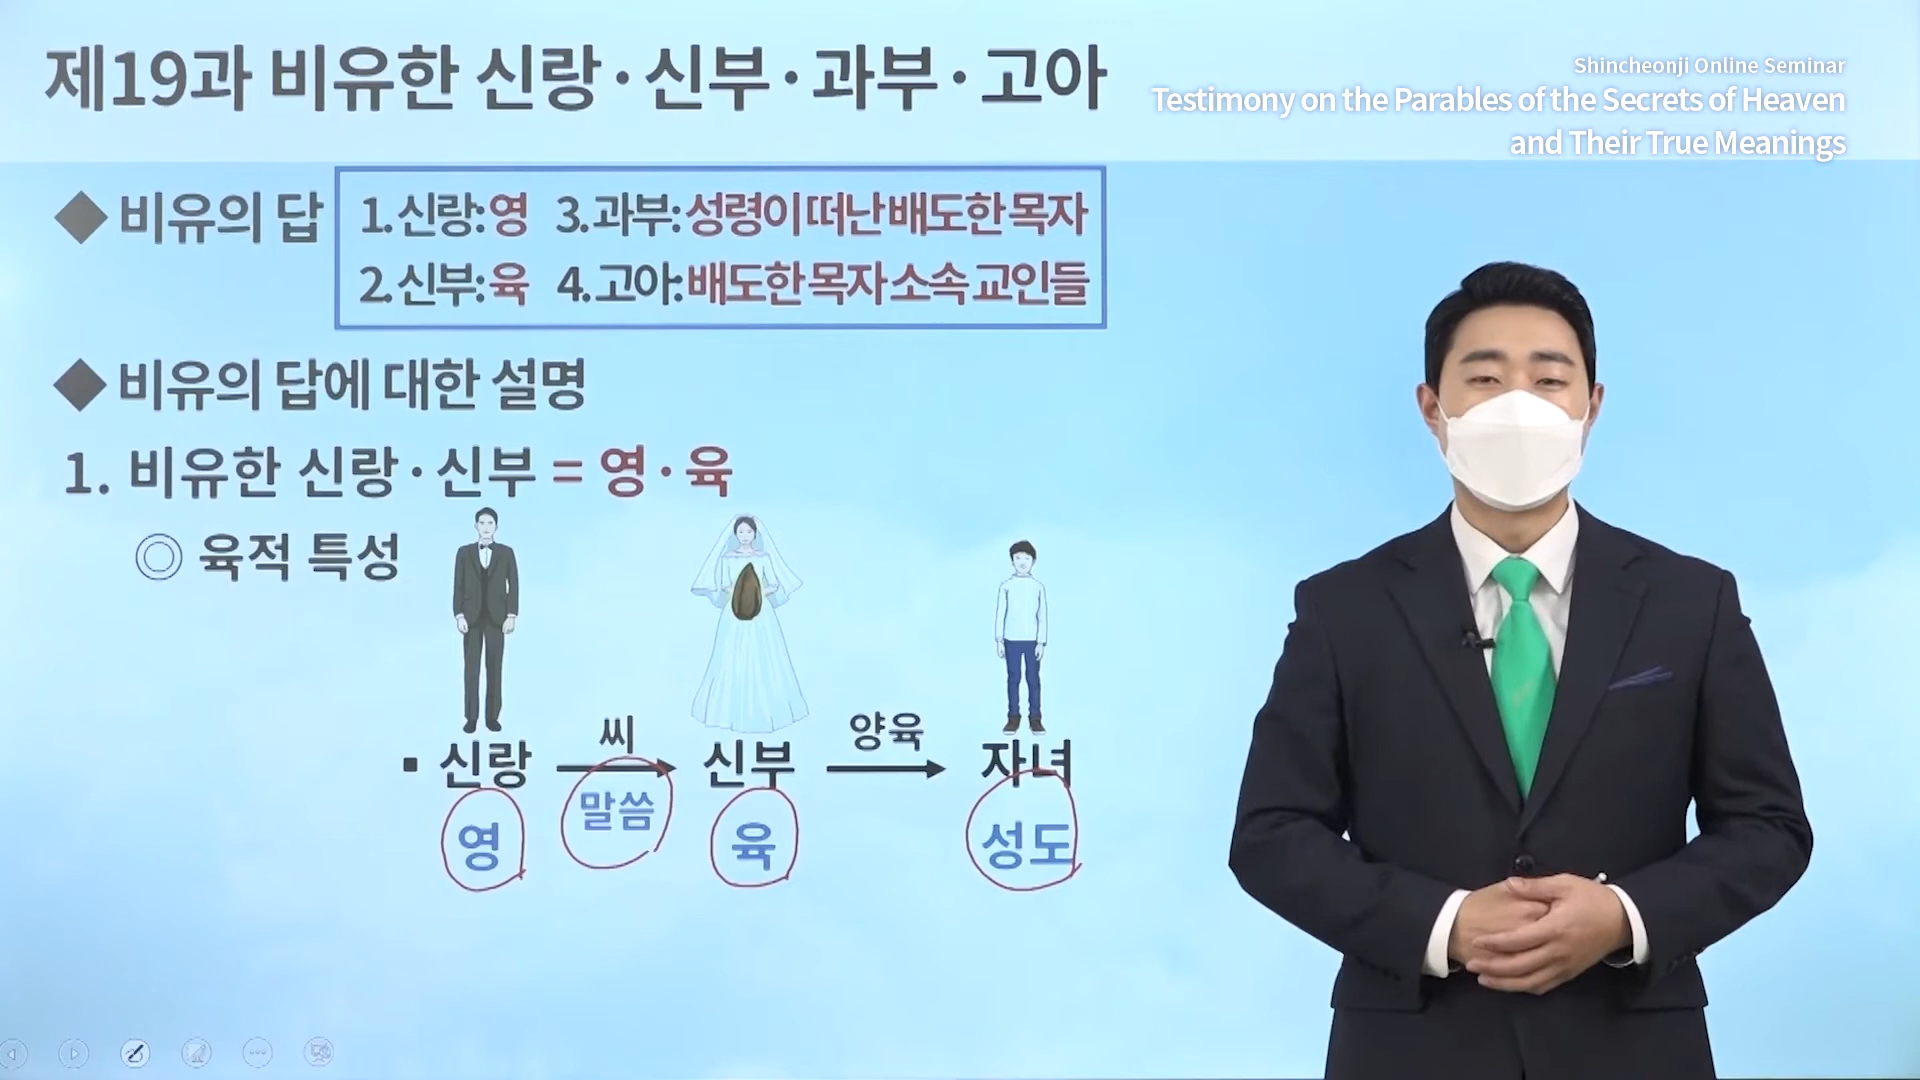 제19과 비유한 신랑·신부·과부·고아
Shincheonji Online Seminar
Testimony on the Parables of the Secrets of Heaven
and Their True Meanings
◆ 비유의 답
1. 신랑: 영 3. 과부: 성령이 떠난 배도한 목자
2. 신부: 육 4. 고아: 배도한 목자 소속 교인들
◆ 비유의 답에 대한 설명
1. 비유한 신랑·신부 = 영·육
◎ 육적 특성
씨
양육
▪ 신랑 신부 자녀
말씀
영 육 성도